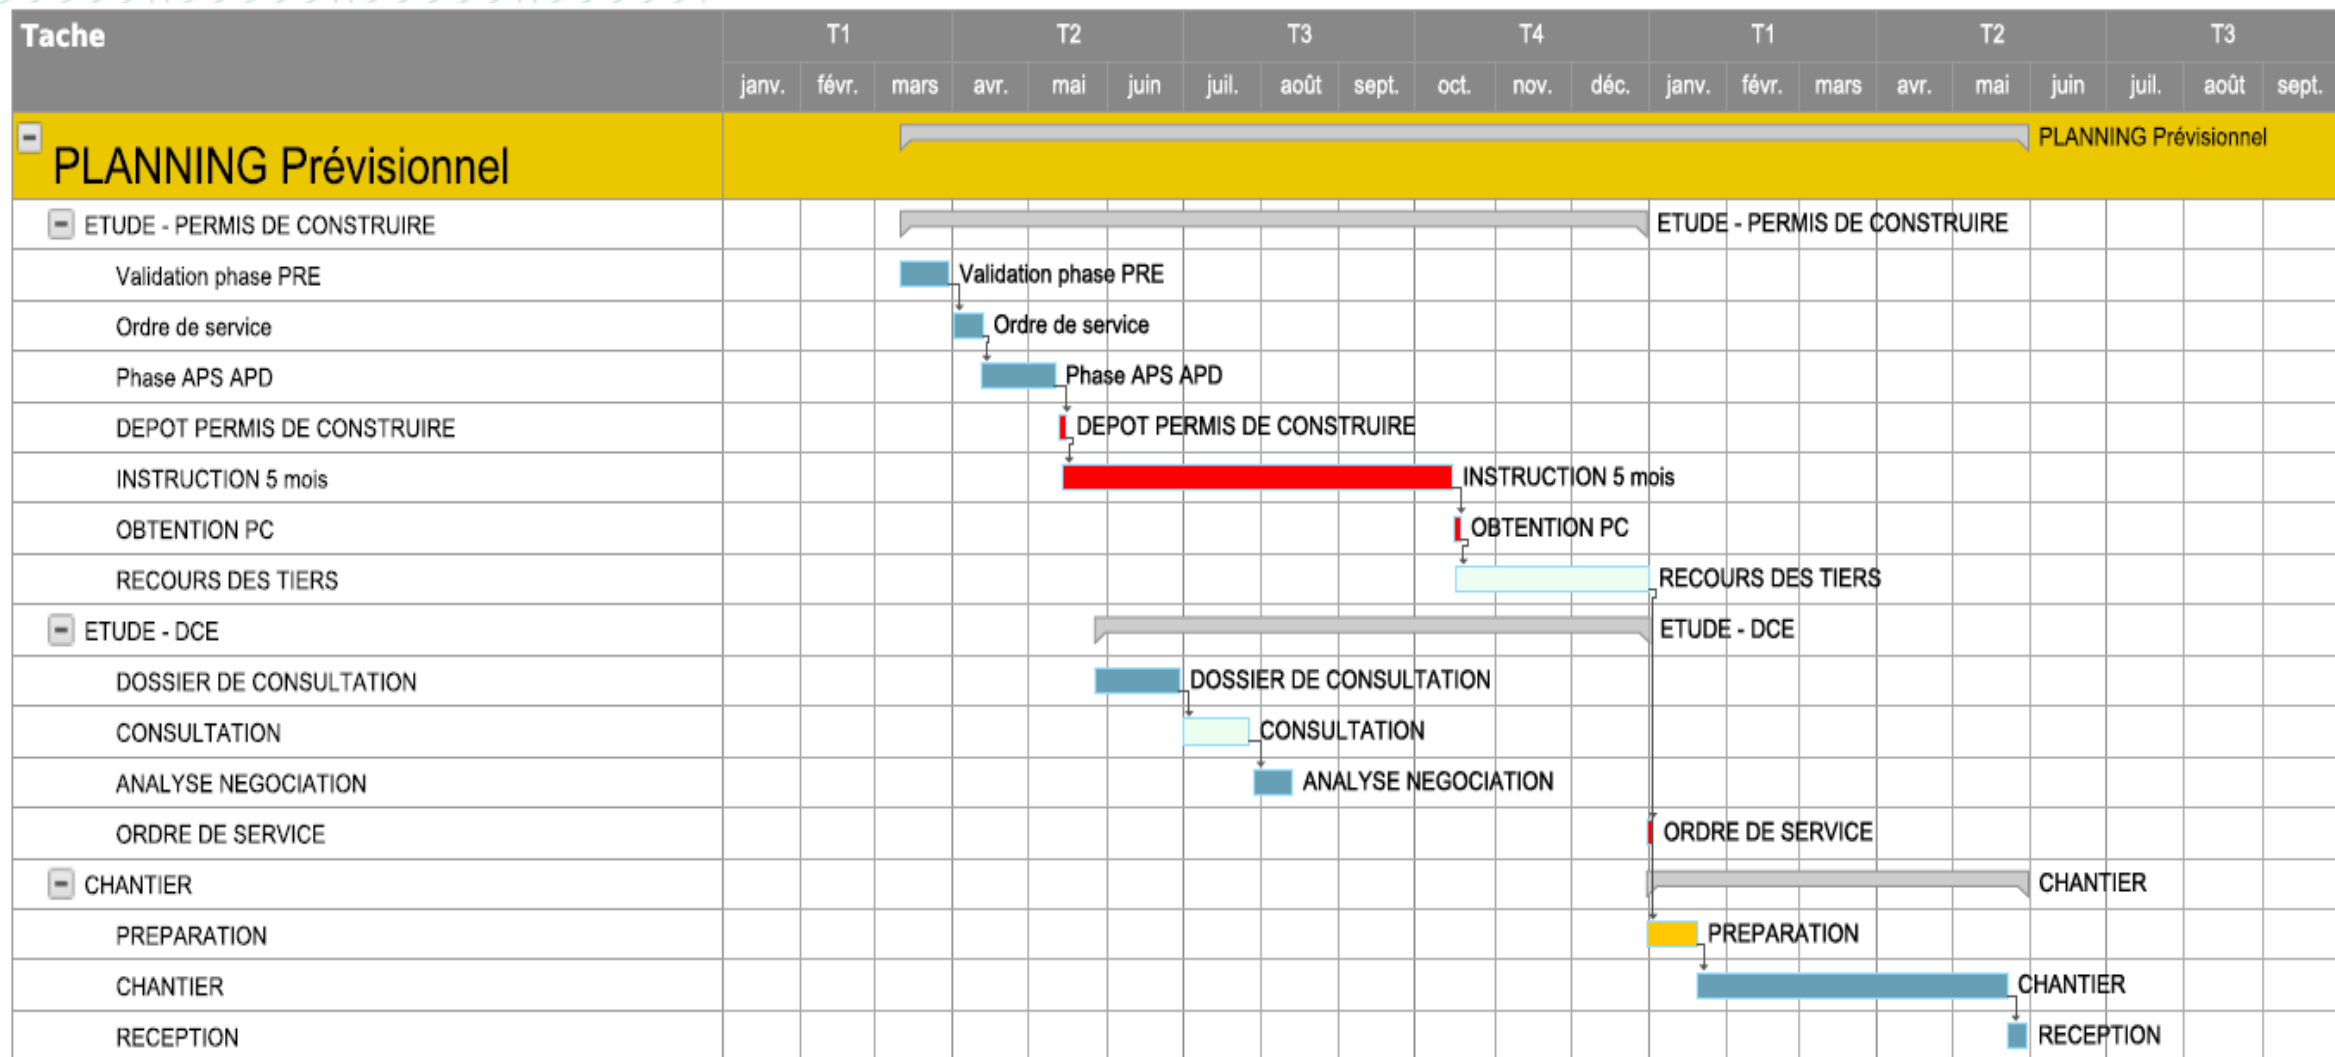 Tache T1 T2 T3 T4 T1 T2 T3
janv. févr. mars avr. mai juin juil. août sept. oct. nov. déc. janv. févr. mars avr. mai juin juil. août sept.
PLANNING Prévisionnel PLANNING Prévisionnel
ETUDE - PERMIS DE CONSTRUIRE ETUDE - PERMIS DE CONSTRUIRE
Validation phase PRE Validation phase PRE
Ordre de service Ordre de service
Phase APS APD Phase APS APD
DEPOT PERMIS DE CONSTRUIRE DEPOT PERMIS DE CONSTRUIRE
INSTRUCTION 5 mois INSTRUCTION 5 mois
OBTENTION PC OBTENTION PC
RECOURS DES TIERS RECOURS DES TIERS
ETUDE - DCE ETUDE - DCE
DOSSIER DE CONSULTATION DOSSIER DE CONSULTATION
CONSULTATION CONSULTATION
ANALYSE NEGOCIATION ANALYSE NEGOCIATION
ORDRE DE SERVICE ORDRE DE SERVICE
CHANTIER CHANTIER
PREPARATION PREPARATION
CHANTIER CHANTIER
RECEPTION RECEPTION